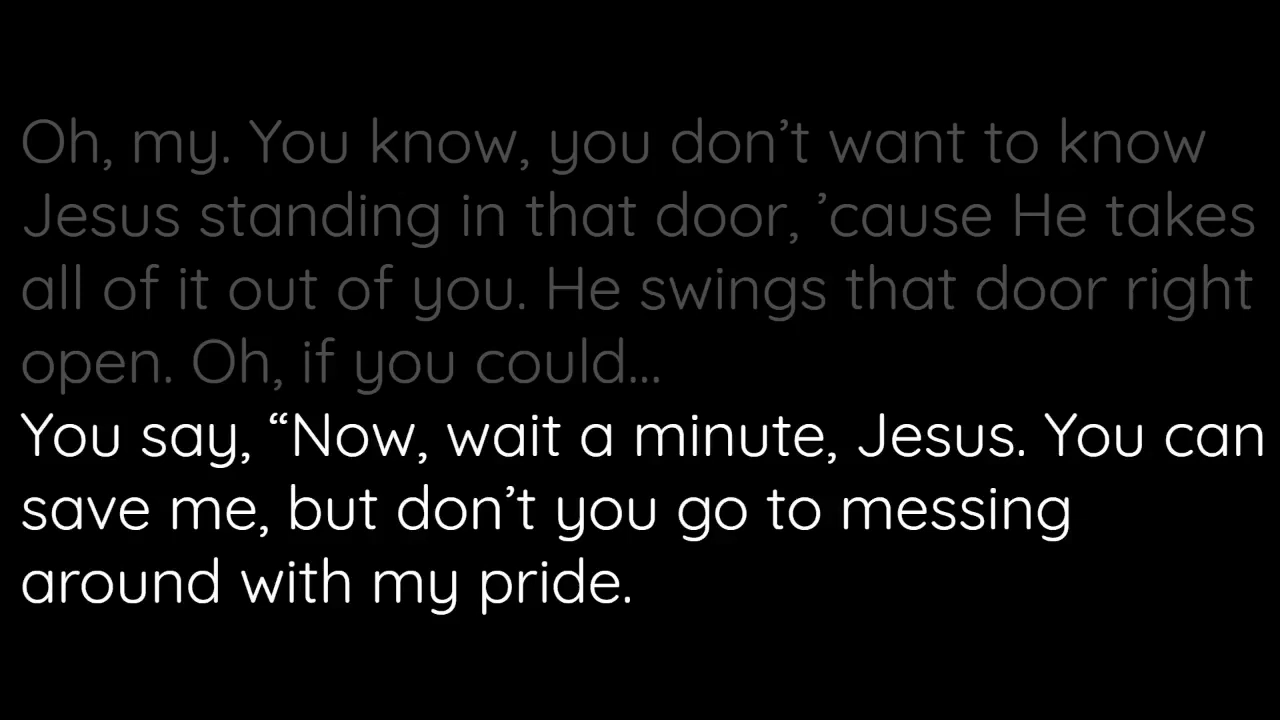 Oh, my. You know, you don’t want to know
Jesus standing in that door, ’cause He takes
all of it out of you. He swings that door right
open. Oh, if you could...
You say, “Now, wait a minute, Jesus. You can
save me, but don’t you go to messing
around with my pride.